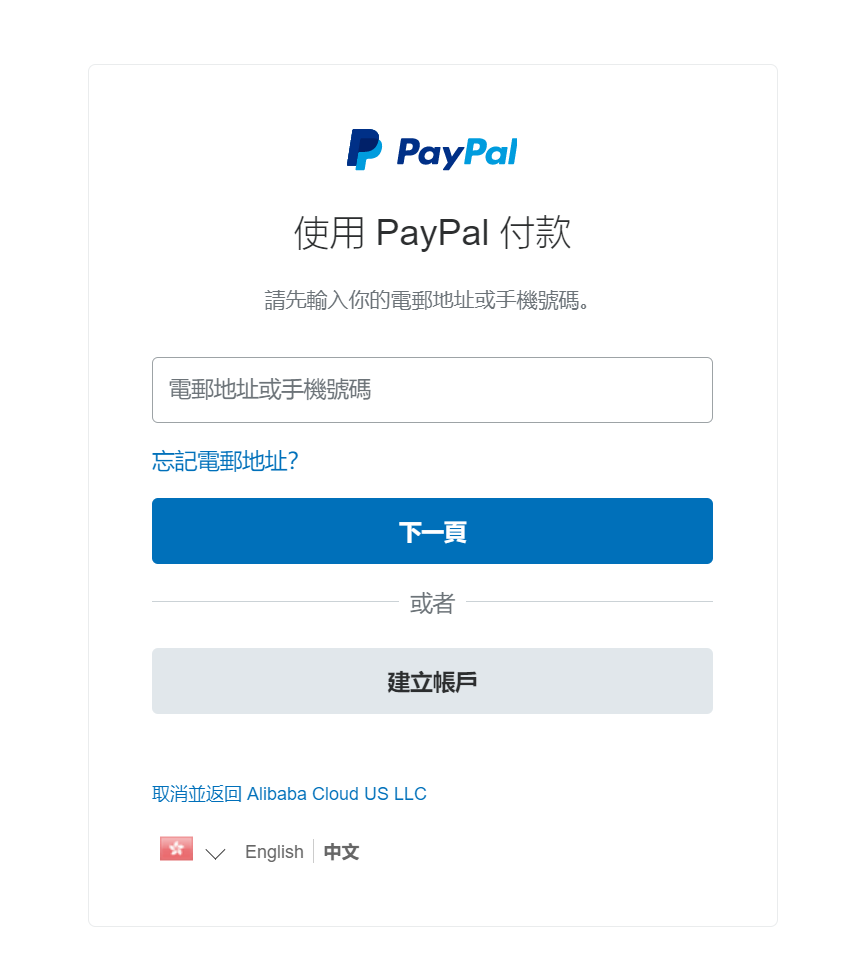 PayPal
使用 PayPal 付款
請先輸入你的電郵地址或手機號碼。
電郵地址或手機號碼
忘記電郵地址?
下一頁
或者
建立帳戶
取消並返回 Alibaba Cloud US LLC
English 中文